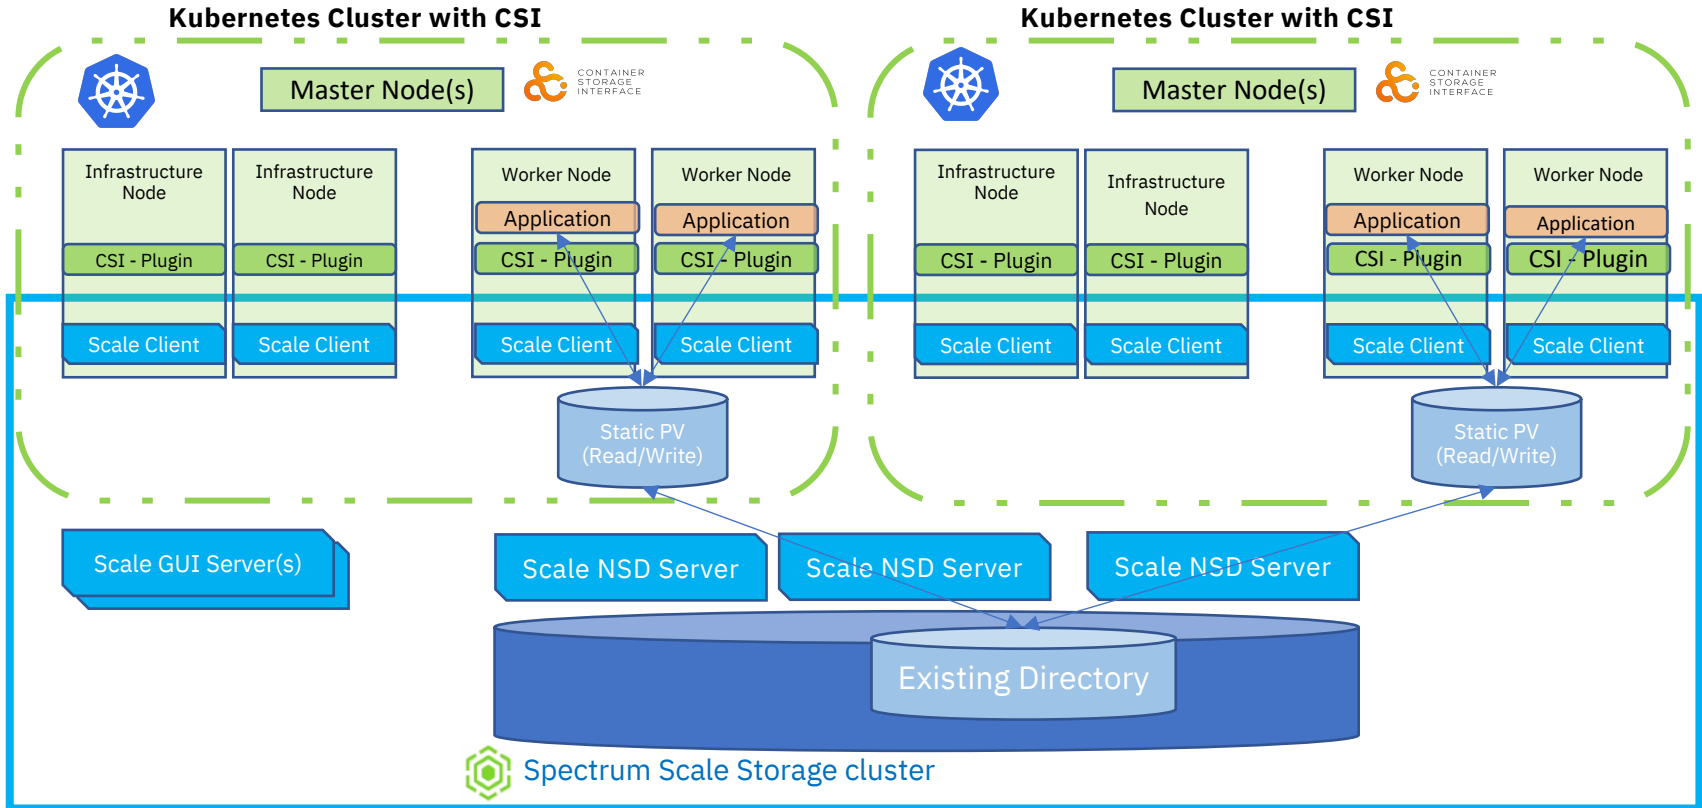 Kubernetes Cluster with CSI
Kubernetes Cluster with CSI
Master Node(s)
CONTAINER
STORAGE
INTERFACE
Master Node(s)
CONTAINER
STORAGE
INTERFACE
Infrastructure
Node
CSI - Plugin
Scale Client
Infrastructure
Node
CSI - Plugin
Scale Client
Worker Node
Application
CSI - Plugin
Scale Client
Worker Node
Application
CSI - Plugin
Scale Client
Infrastructure
Node
CSI - Plugin
Scale Client
Infrastructure
Node
CSI - Plugin
Scale Client
Worker Node
Application
CSI - Plugin
Scale Client
Worker Node
Application
CSI - Plugin
Scale Client
Static PV
(Read/Write)
Static PV
(Read/Write)
Scale GUI Server(s)
Scale NSD Server
Scale NSD Server
Scale NSD Server
Existing Directory
Spectrum Scale Storage cluster